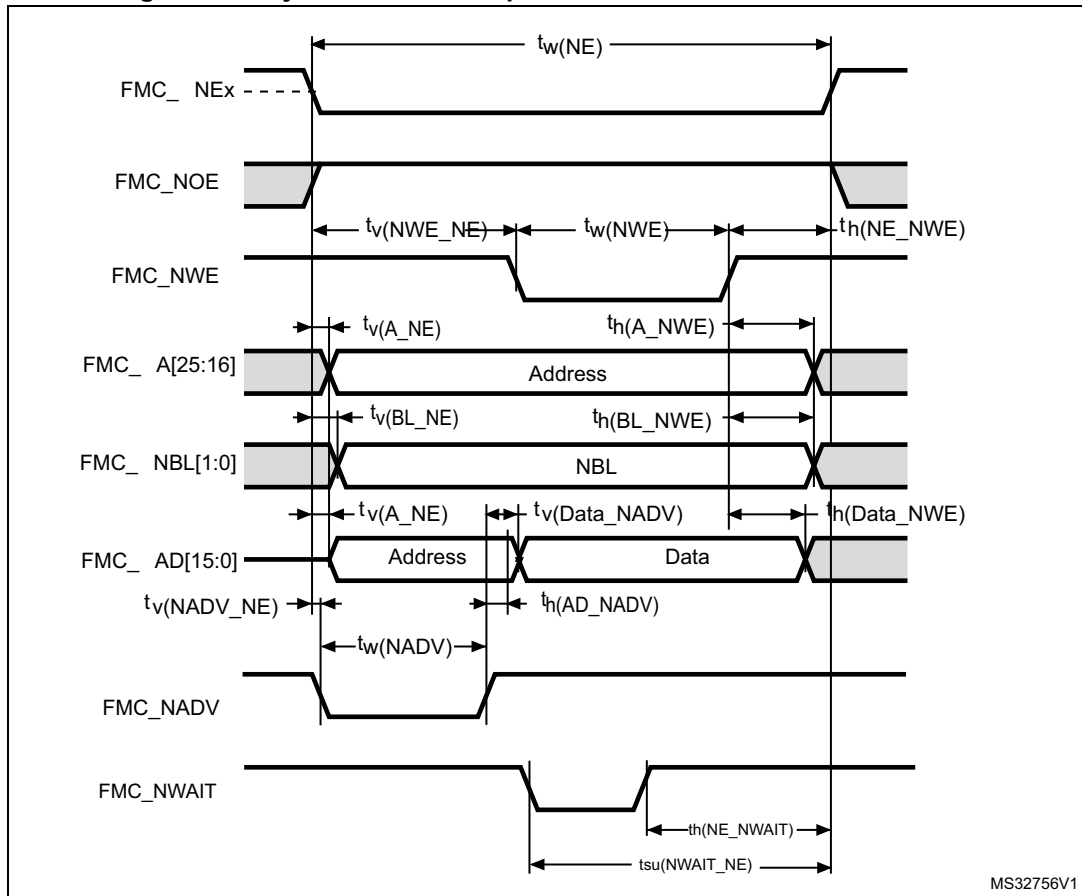 tw(NE)
FMC_ NEx
FMC_NOE
tv(NWE_NE) tw(NWE) th(NE_NWE)
FMC_NWE
tv(A_NE) th(A_NWE)
FMC_ A[25:16] Address
tv(BL_NE) th(BL_NWE)
FMC_ NBL[1:0] NBL
tv(A_NE) tv(Data_NADV) th(Data_NWE)
FMC_ AD[15:0] Address Data
tv(NADV_NE) th(AD_NADV)
tw(NADV)
FMC_NADV
FMC_NWAIT
th(NE_NWAIT)
tsu(NWAIT_NE)
MS32756V1